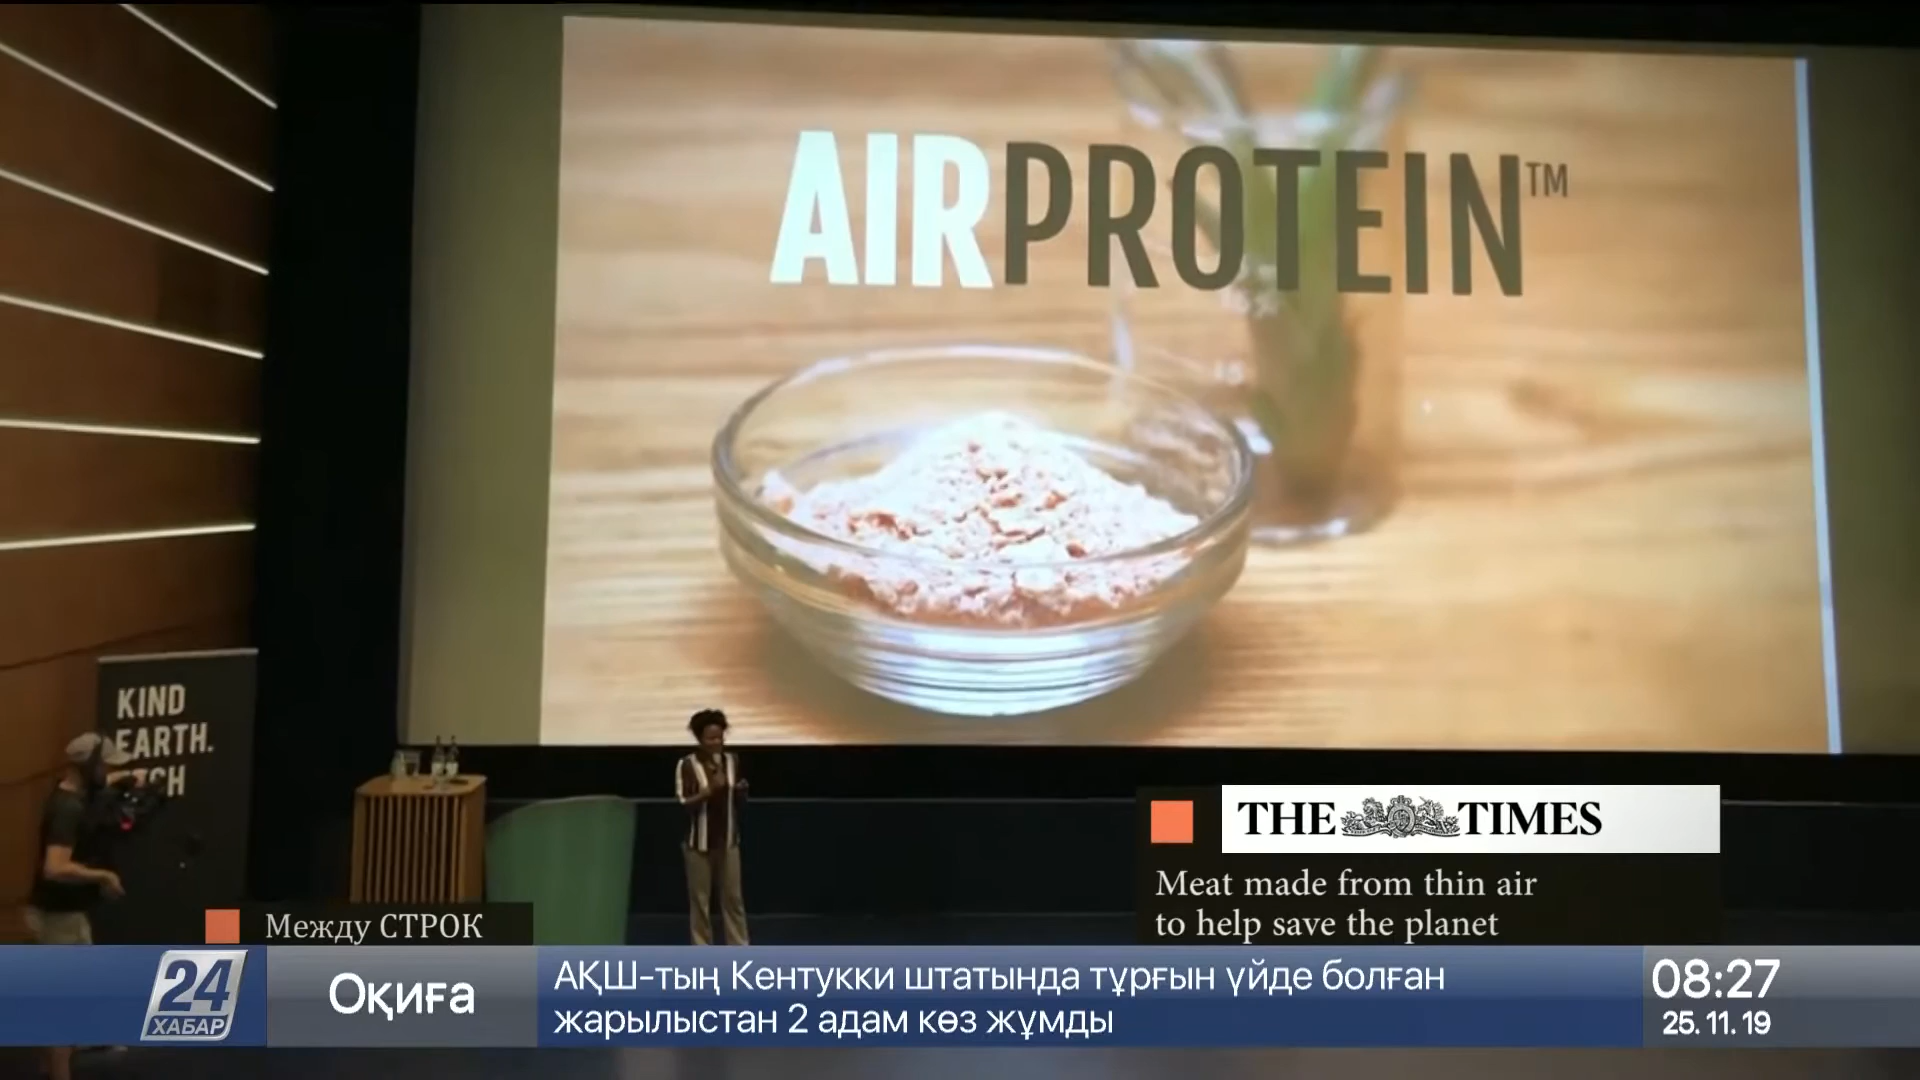 AIRPROTEIN™
KIND
EARTH.
THE TIMES
Meat made from thin air
to help save the planet
Между СТРОК
24
ХАБАР
Оқиға
АҚШ-тың Кентукки штатында тұрғын үйде болған
жарылыстан 2 адам көз жұмды
08:27
25.11.19